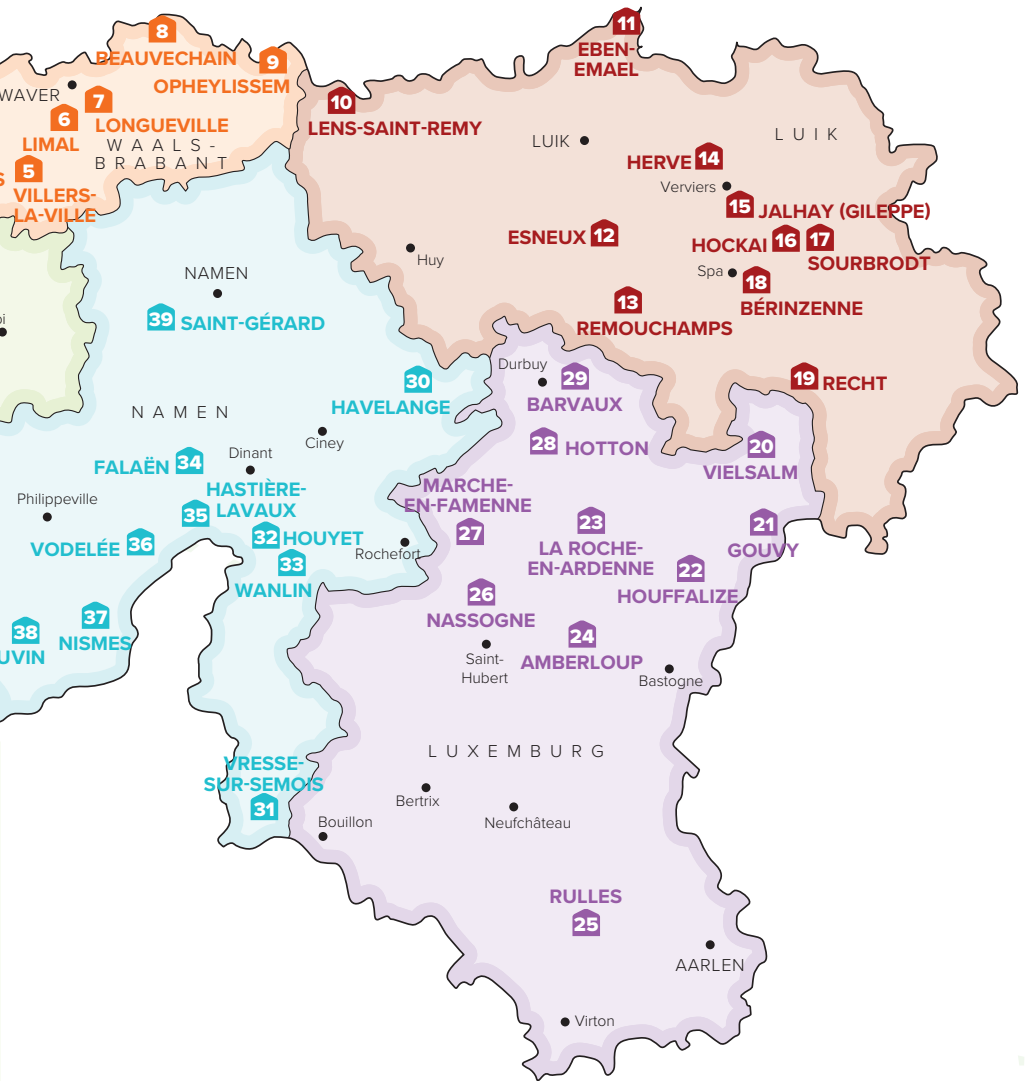 11
EBEN-
EMAEL
8
BEAUVECHAIN
9
OPHEYLISSEM
WAVER
7
LONGUEVILLE
6
LIMAL
WAALS-
BRABANT
5
VILLERS-
LA-VILLE
10
LENS-SAINT-REMY
LUIK
LUIK
HERVE 14
Verviers
15 JALHAY (GILEPPE)
ESNEUX 12
HOCKAI 16
17
SOURBRODT
Huy
Spa
18
BÉRINZENNE
13
REMOUCHAMPS
19 RECHT
NAMEN
39 SAINT-GÉRARD
30
HAVELANGE
NAMEN
Ciney
Dinant
FALAËN 34
HASTIÈRE-
LAVAUX
35
Philippeville
VODELÉE 36
32 HOUYET
33
WANLIN
Rochefort
37
NISMES
38
UVIN
VRESSE-
SUR-SEMOIS
31
Durbuy
29
BARVAUX
28 HOTTON
20
VIELSALM
MARCHE-
EN-FAMENNE
27
23
LA ROCHE-
EN-ARDENNE
21
GOUVY
22
HOUFFALIZE
26
NASSOGNE
24
AMBERLOUP
Saint-
Hubert
Bastogne
LUXEMBURG
Bertrix
Neufchâteau
Bouillon
RULLES
25
AARLEN
Virton